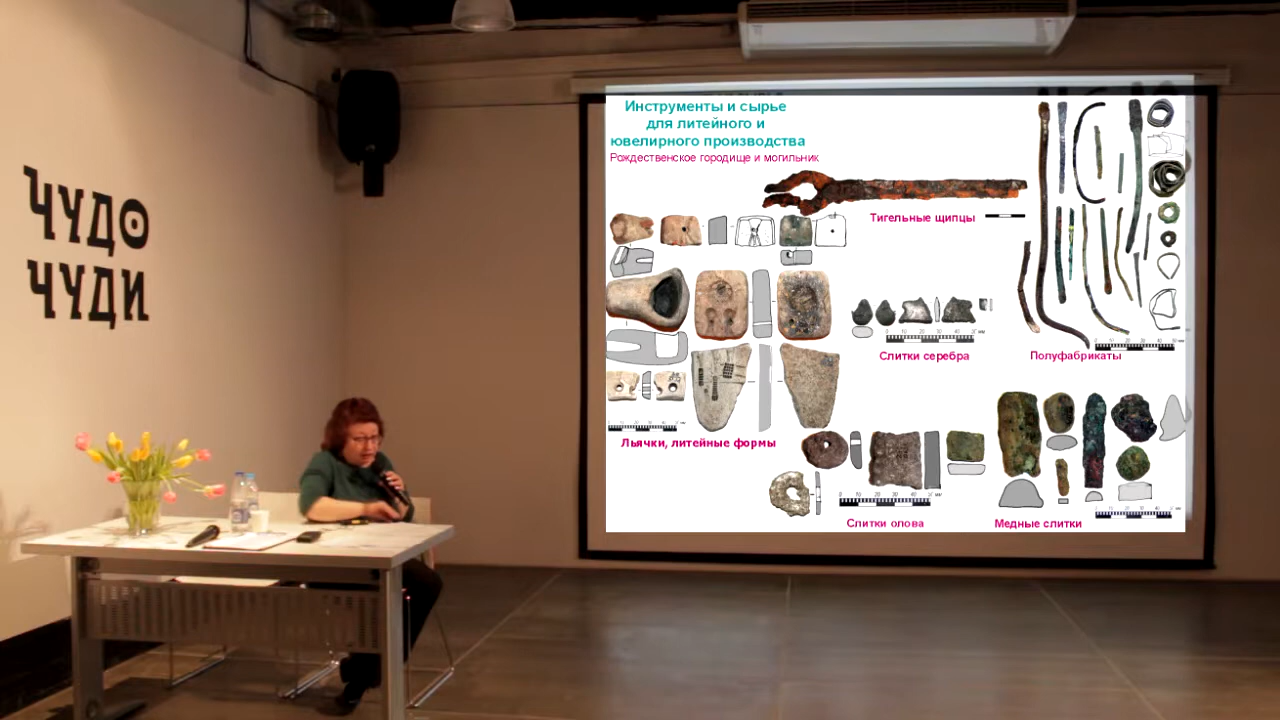 ЧУДО
ЧУДИ
Инструменты и сырье
для литейного и
ювелирного производства
Рождественское городище и могильник
Тигельные щипцы
Слитки серебра
Полуфабрикаты
Льячки, литейные формы
Слитки олова
Медные слитки